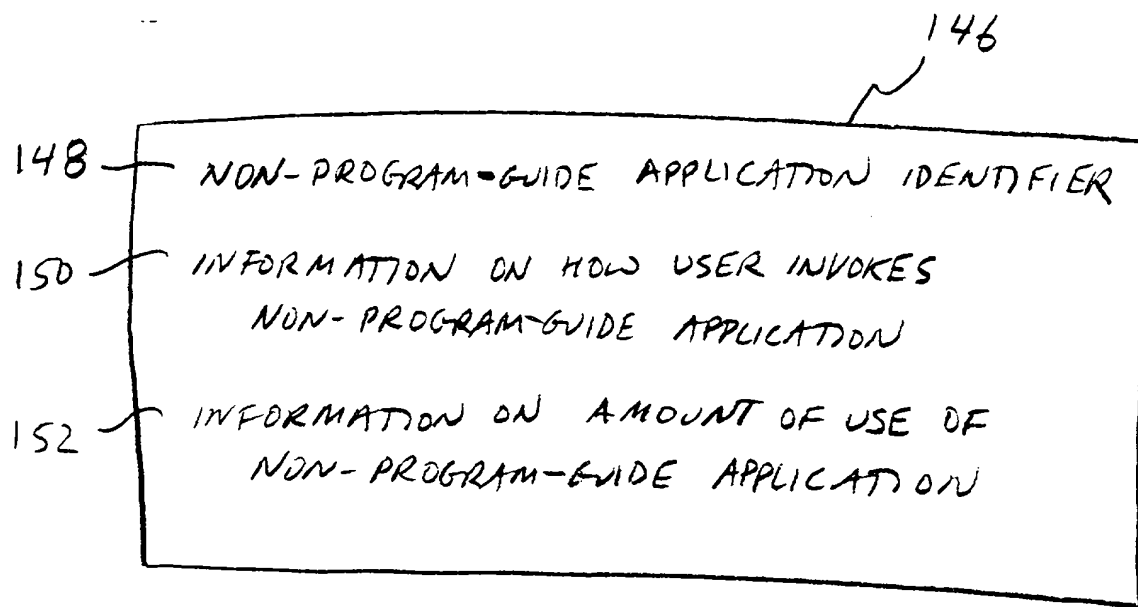 146
148 NON-PROGRAM-GUIDE APPLICATION IDENTIFIER
150 INFORMATION ON HOW USER INVOKES
NON-PROGRAM-GUIDE APPLICATION
152 INFORMATION ON AMOUNT OF USE OF
NON-PROGRAM-GUIDE APPLICATION